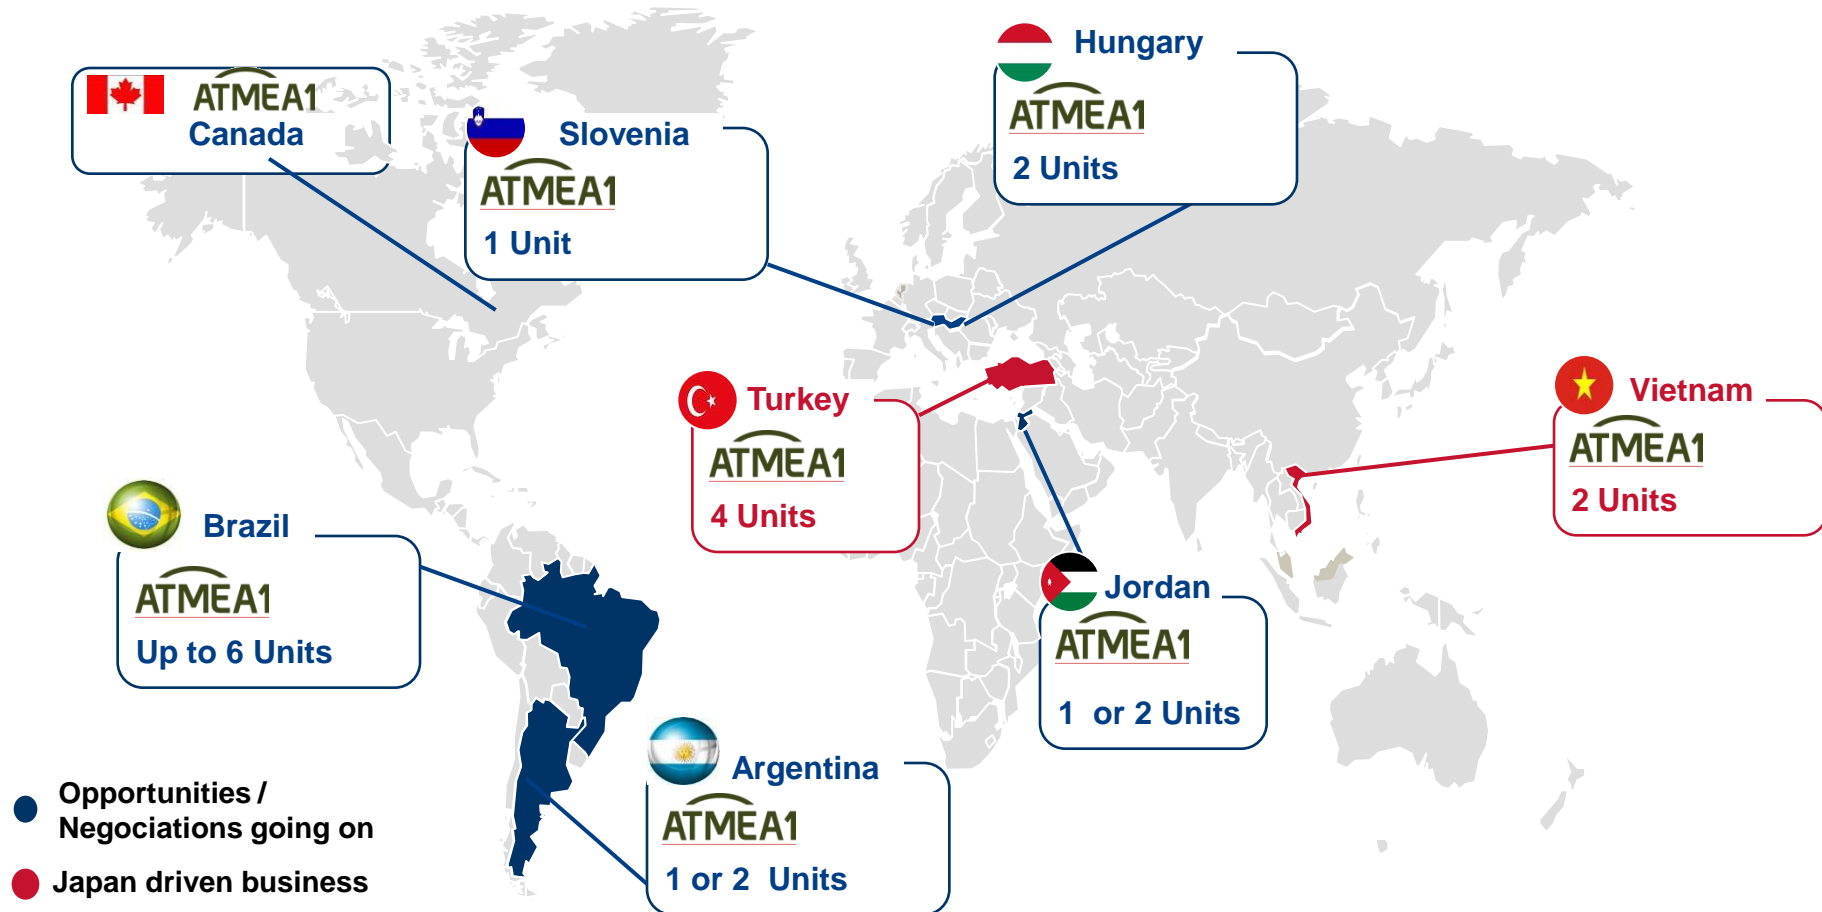 ATMEA1
Canada
Slovenia
ATMEA1
1 Unit
Hungary
ATMEA1
2 Units
Turkey
ATMEA1
4 Units
Vietnam
ATMEA1
2 Units
Brazil
ATMEA1
Up to 6 Units
Jordan
ATMEA1
1 or 2 Units
Argentina
ATMEA1
1 or 2 Units
Opportunities /
Negociations going on
Japan driven business